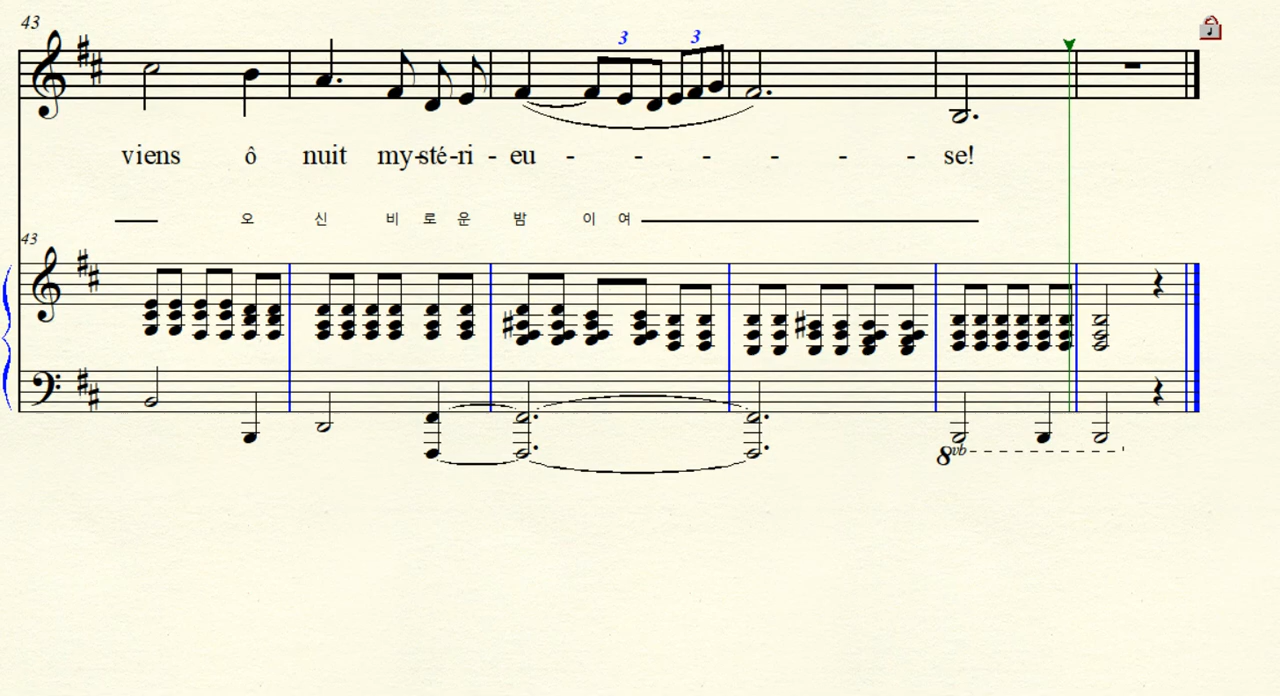 43
3 3
viens ô nuit my-sté-ri - eu - - - - - - se!
오 신 비 로 운 밤 이 여
43
8vb